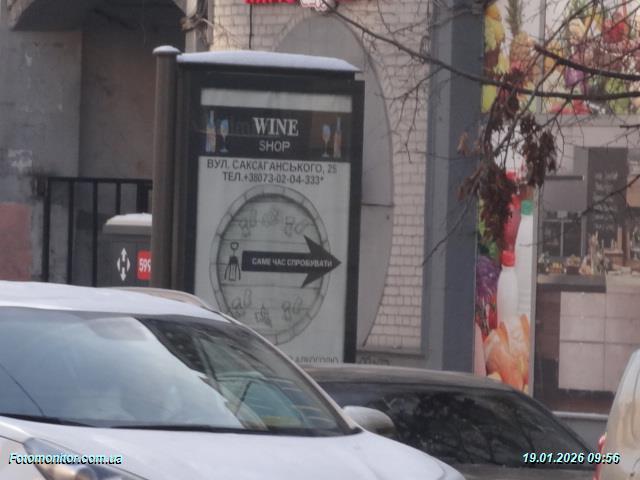 WINE
SHOP
ВУЛ. САКСАГАНСЬКОГО, 25
ТЕЛ.+38073-02-04-333*
САМЕ ЧАС СПРОБУВАТИ
599
Fotomonitor.com.ua
19.01.2026 09:56